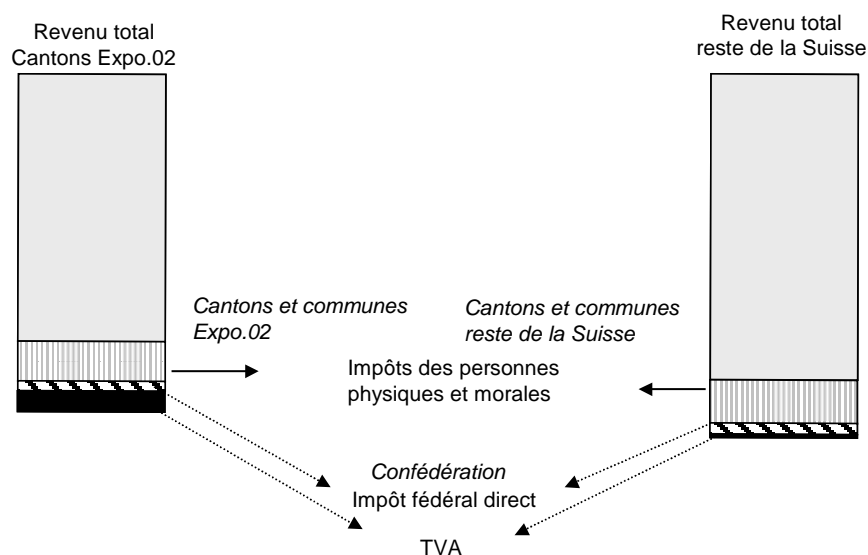 Revenu total
Cantons Expo.02
Revenu total
reste de la Suisse
Cantons et communes
Expo.02
Cantons et communes
reste de la Suisse
Impôts des personnes
physiques et morales
Confédération
Impôt fédéral direct
TVA